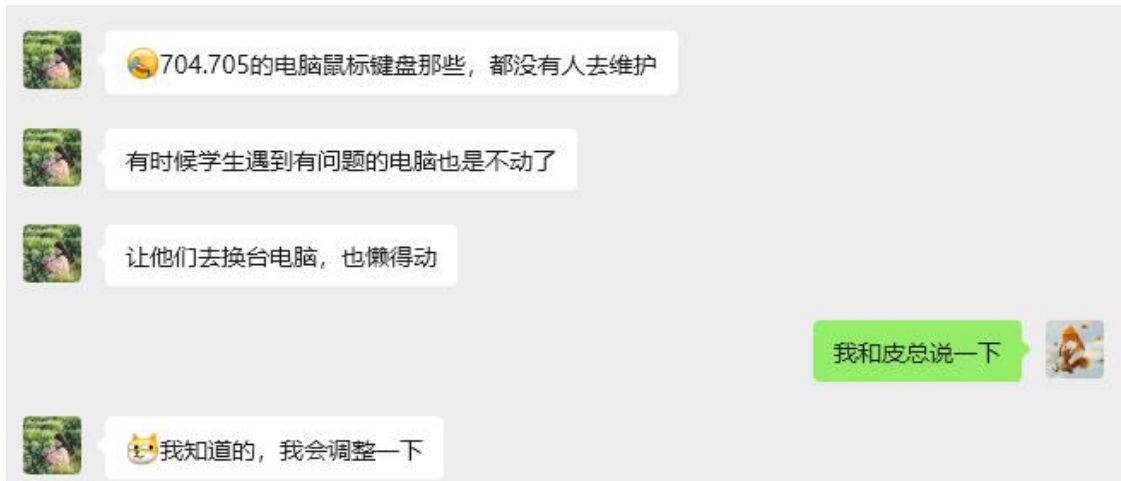 704.705的电脑鼠标键盘那些，都没有人去维护
有时候学生遇到有问题的电脑也是不动了
让他们去换台电脑，也懒得动
我和皮总说一下
我知道的，我会调整一下